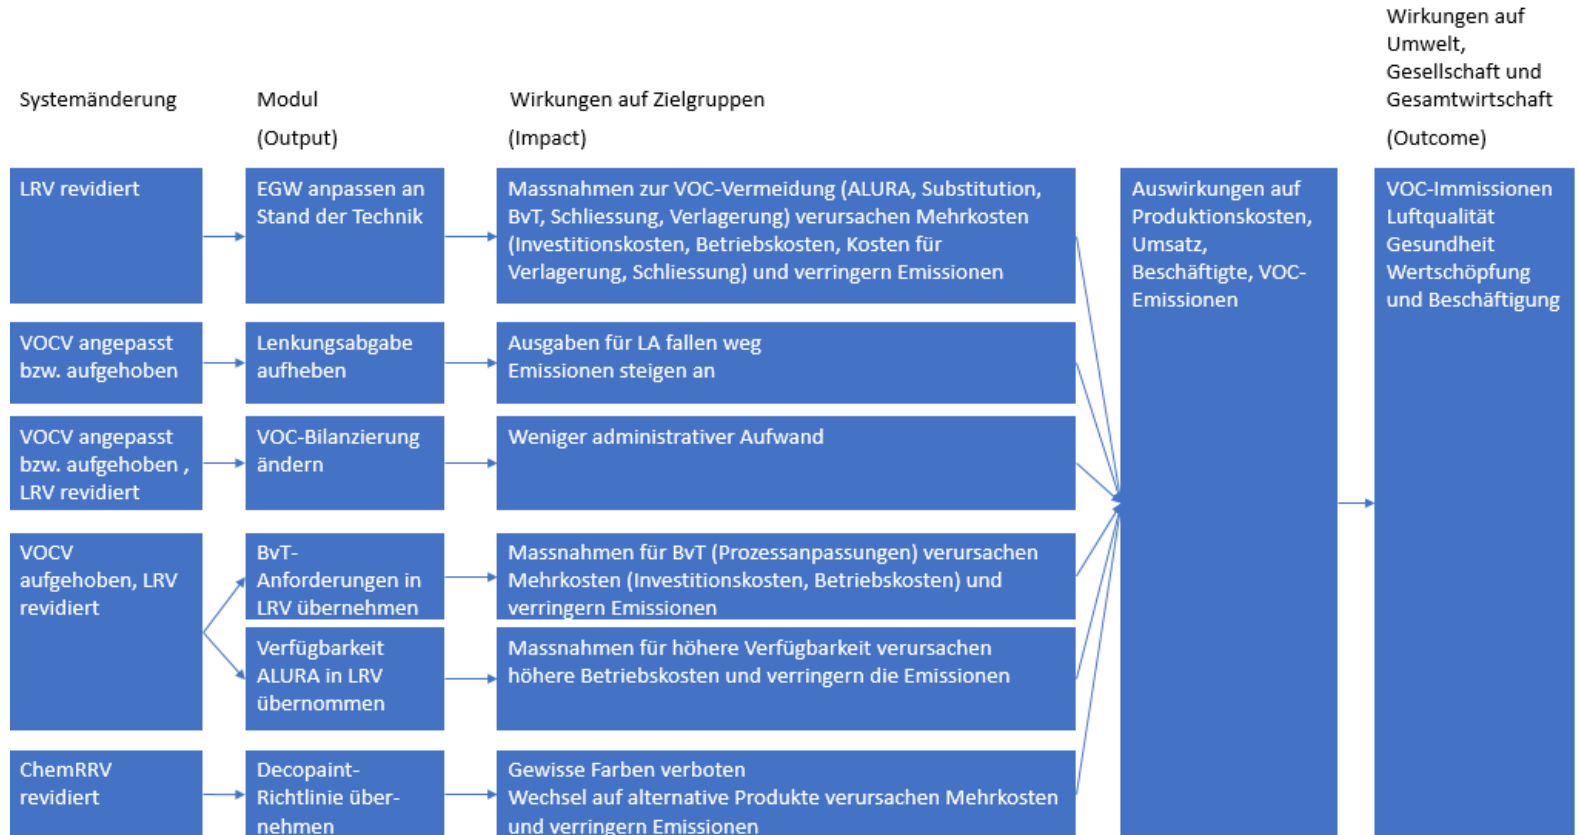 Systemänderung
Modul
(Output)
Wirkungen auf Zielgruppen
(Impact)
Wirkungen auf
Umwelt,
Gesellschaft und
Gesamtwirtschaft
(Outcome)
LRV revidiert
EGW anpassen an
Stand der Technik
Massnahmen zur VOC-Vermeidung (ALURA, Substitution,
BvT, Schliessung, Verlagerung) verursachen Mehrkosten
(Investitionskosten, Betriebskosten, Kosten für
Verlagerung, Schliessung) und verringern Emissionen
VOCV angepasst
bzw. aufgehoben
Lenkungsabgabe
aufheben
Ausgaben für LA fallen weg
Emissionen steigen an
VOCV angepasst
bzw. aufgehoben ,
LRV revidiert
VOC-Bilanzierung
ändern
Weniger administrativer Aufwand
VOCV
aufgehoben, LRV
revidiert
BvT-
Anforderungen in
LRV übernehmen
Massnahmen für BvT (Prozessanpassungen) verursachen
Mehrkosten (Investitionskosten, Betriebskosten) und
verringern Emissionen
Verfügbarkeit
ALURA in LRV
übernommen
Massnahmen für höhere Verfügbarkeit verursachen
höhere Betriebskosten und verringern die Emissionen
ChemRRV
revidiert
Decopaint-
Richtlinie über-
nehmen
Gewisse Farben verboten
Wechsel auf alternative Produkte verursachen Mehrkosten
und verringern Emissionen
Auswirkungen auf
Produktionskosten,
Umsatz,
Beschäftigte, VOC-
Emissionen
VOC-Immissionen
Luftqualität
Gesundheit
Wertschöpfung
und Beschäftigung